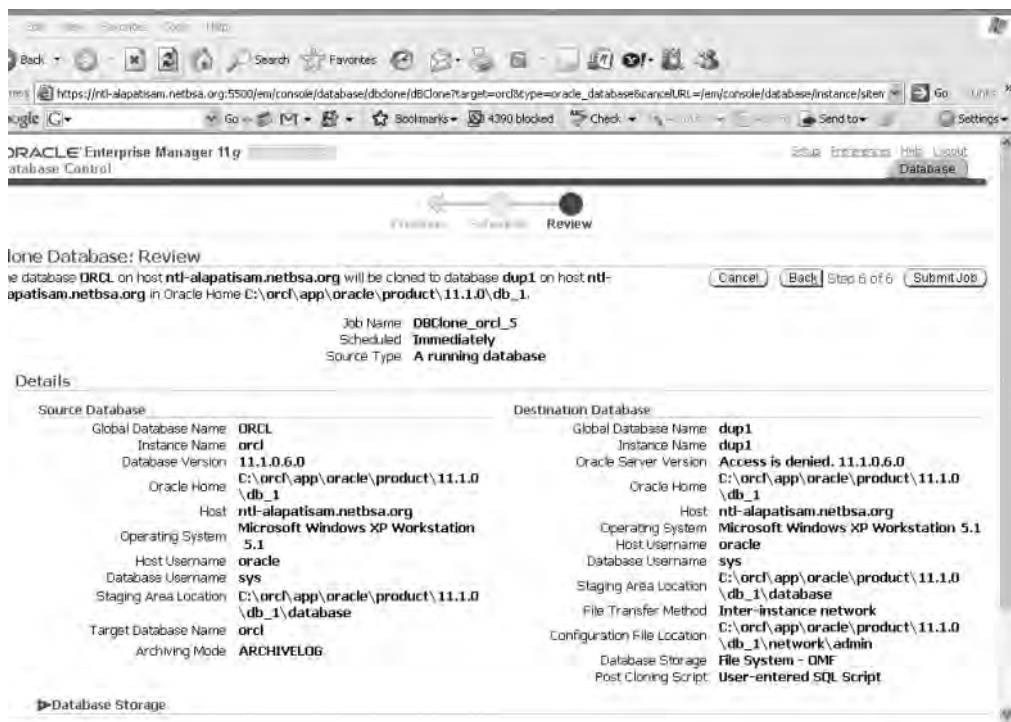 Edit View Favorites Tools Help
Back Search Favorites
https://ntl-alapatisam.netbsa.org:5500/em/console/database/dbclone/dBClone?target=orcl&type=oracle_database&cancelURL=/em/console/database/instance/sitem Go Links
Go Bookmarks 4390 blocked Check Send to Settings
ORACLE Enterprise Manager 11g
Database Control
Setup Preferences Help Logout
Database
Schedule Review
lone Database: Review
e database ORCL on host ntl-alapatisam.netbsa.org will be cloned to database dup1 on host ntl-
apatisam.netbsa.org in Oracle Home C:\orcl\app\oracle\product\11.1.0\db_1.
Cancel Back Step 6 of 6 Submit Job
Job Name DBClone_orcl_5
Scheduled Immediately
Source Type A running database
Details
Source Database
Global Database Name ORCL
Instance Name orcl
Database Version 11.1.0.6.0
Oracle Home C:\orcl\app\oracle\product\11.1.0
\db_1
Host ntl-alapatisam.netbsa.org
Operating System Microsoft Windows XP Workstation
5.1
Host Username oracle
Database Username sys
Staging Area Location C:\orcl\app\oracle\product\11.1.0
\db_1\database
Target Database Name orcl
Archiving Mode ARCHIVELOG
Destination Database
Global Database Name dup1
Instance Name dup1
Oracle Server Version Access is denied. 11.1.0.6.0
Oracle Home C:\orcl\app\oracle\product\11.1.0
\db_1
Host ntl-alapatisam.netbsa.org
Operating System Microsoft Windows XP Workstation 5.1
Host Username oracle
Database Username sys
Staging Area Location C:\orcl\app\oracle\product\11.1.0
\db_1\database
File Transfer Method Inter-instance network
Configuration File Location C:\orcl\app\oracle\product\11.1.0
\db_1\network\admin
Database Storage File System - OMF
Post Cloning Script User-entered SQL Script
Database Storage